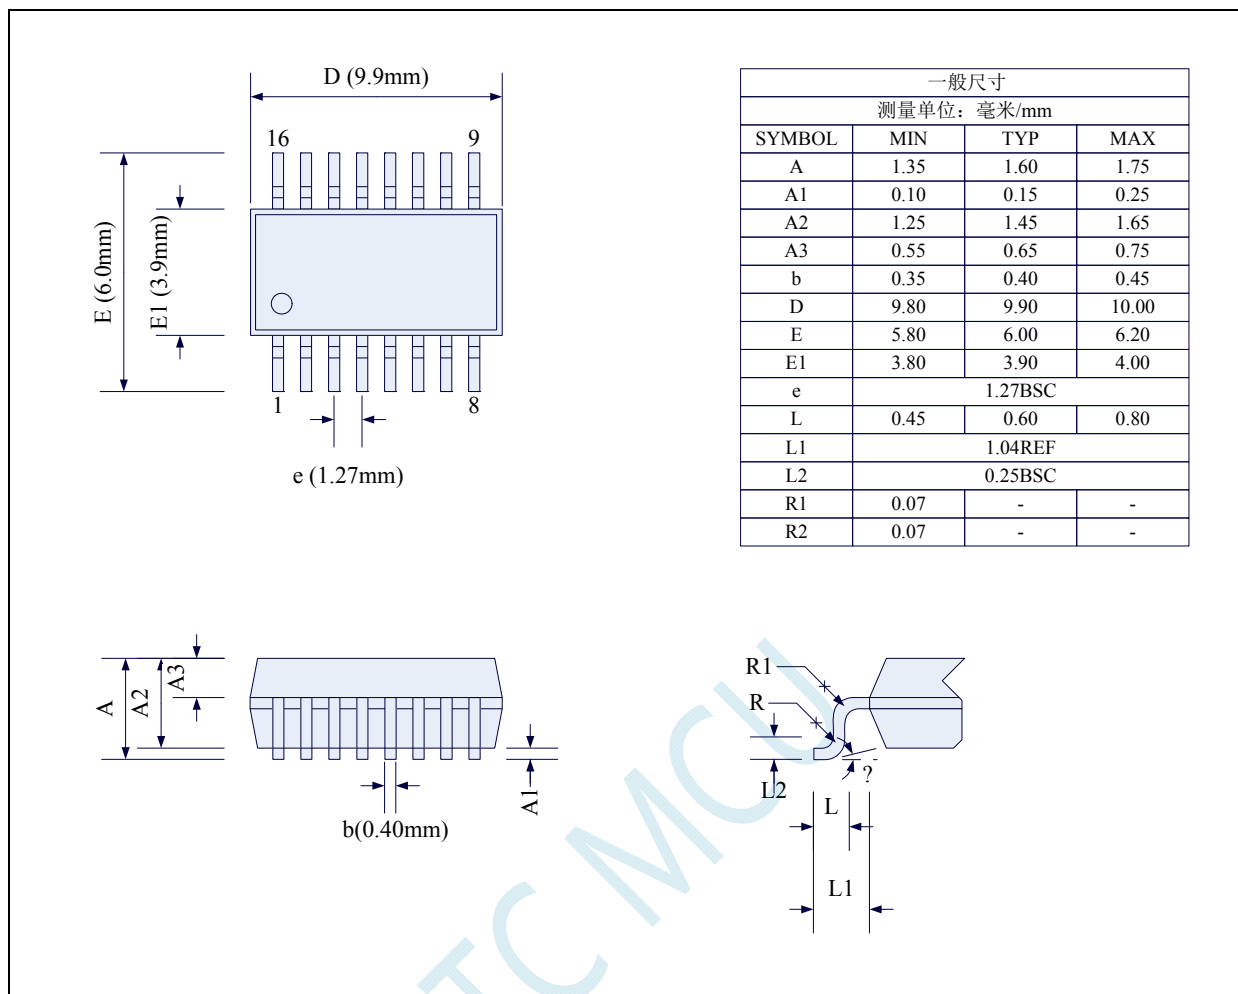 D (9.9mm)
16
9
E (6.0mm)
E1 (3.9mm)
1
8
e (1.27mm)
一般尺寸
测量单位：毫米/mm
SYMBOL MIN TYP MAX
A 1.35 1.60 1.75
A1 0.10 0.15 0.25
A2 1.25 1.45 1.65
A3 0.55 0.65 0.75
b 0.35 0.40 0.45
D 9.80 9.90 10.00
E 5.80 6.00 6.20
E1 3.80 3.90 4.00
e 1.27BSC
L 0.45 0.60 0.80
L1 1.04REF
L2 0.25BSC
R1 0.07 - -
R2 0.07 - -
A
A2
A3
A1
b(0.40mm)
R1
R
L2
?
L
L1
TC MCU